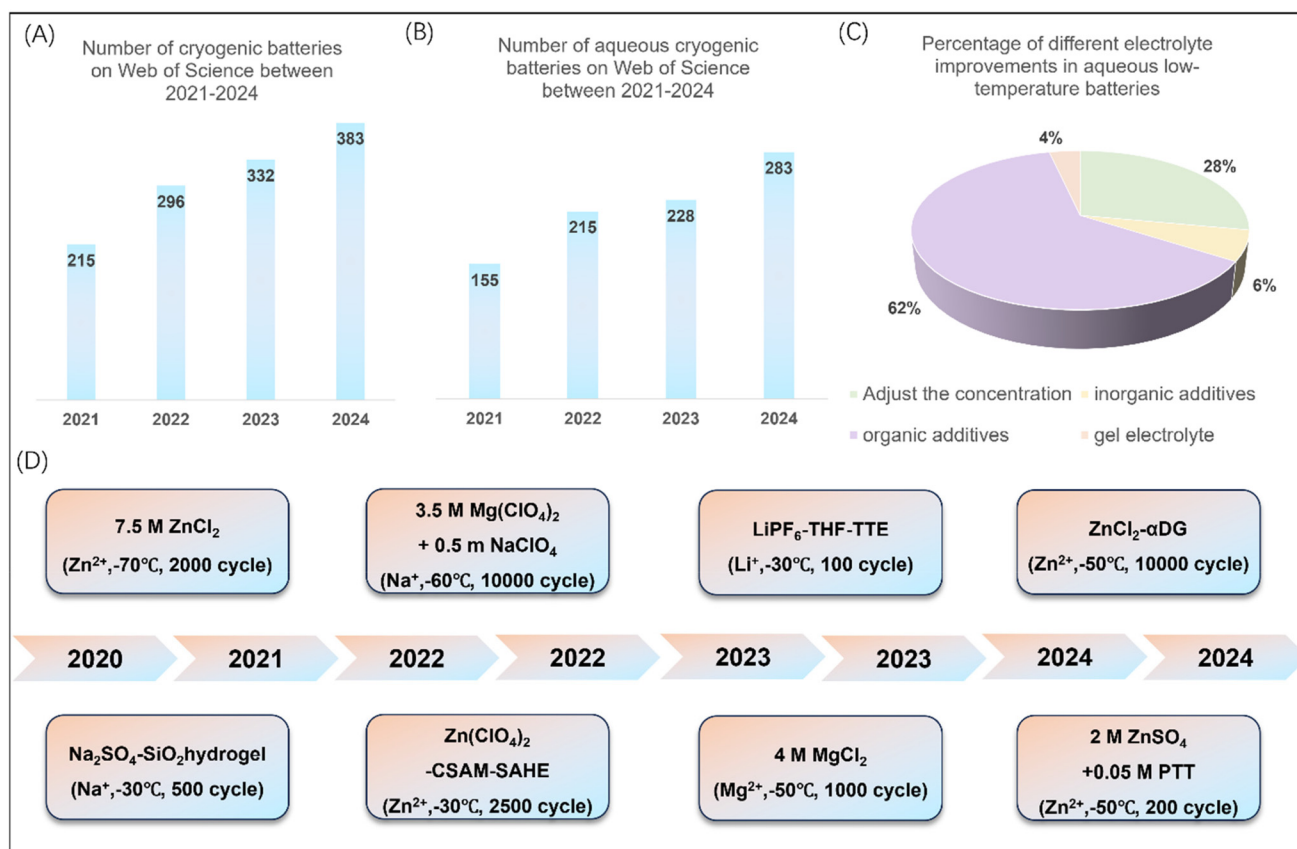 (A)
Number of cryogenic batteries
on Web of Science between
2021-2024
215
296
332
383
2021
2022
2023
2024
(B)
Number of aqueous cryogenic
batteries on Web of Science
between 2021-2024
155
215
228
283
2021
2022
2023
2024
(C)
Percentage of different electrolyte
improvements in aqueous low-
temperature batteries
4%
28%
6%
62%
Adjust the concentration
inorganic additives
organic additives
gel electrolyte
(D)
7.5 M ZnCl₂
(Zn²⁺,-70℃, 2000 cycle)
3.5 M Mg(ClO₄)₂
+ 0.5 m NaClO₄
(Na⁺,-60℃, 10000 cycle)
LiPF₆-THF-TTE
(Li⁺,-30℃, 100 cycle)
ZnCl₂-αDG
(Zn²⁺,-50℃, 10000 cycle)
2020
2021
2022
2022
2023
2023
2024
2024
Na₂SO₄-SiO₂hydrogel
(Na⁺,-30℃, 500 cycle)
Zn(ClO₄)₂
-CSAM-SAHE
(Zn²⁺,-30℃, 2500 cycle)
4 M MgCl₂
(Mg²⁺,-50℃, 1000 cycle)
2 M ZnSO₄
+0.05 M PTT
(Zn²⁺,-50℃, 200 cycle)